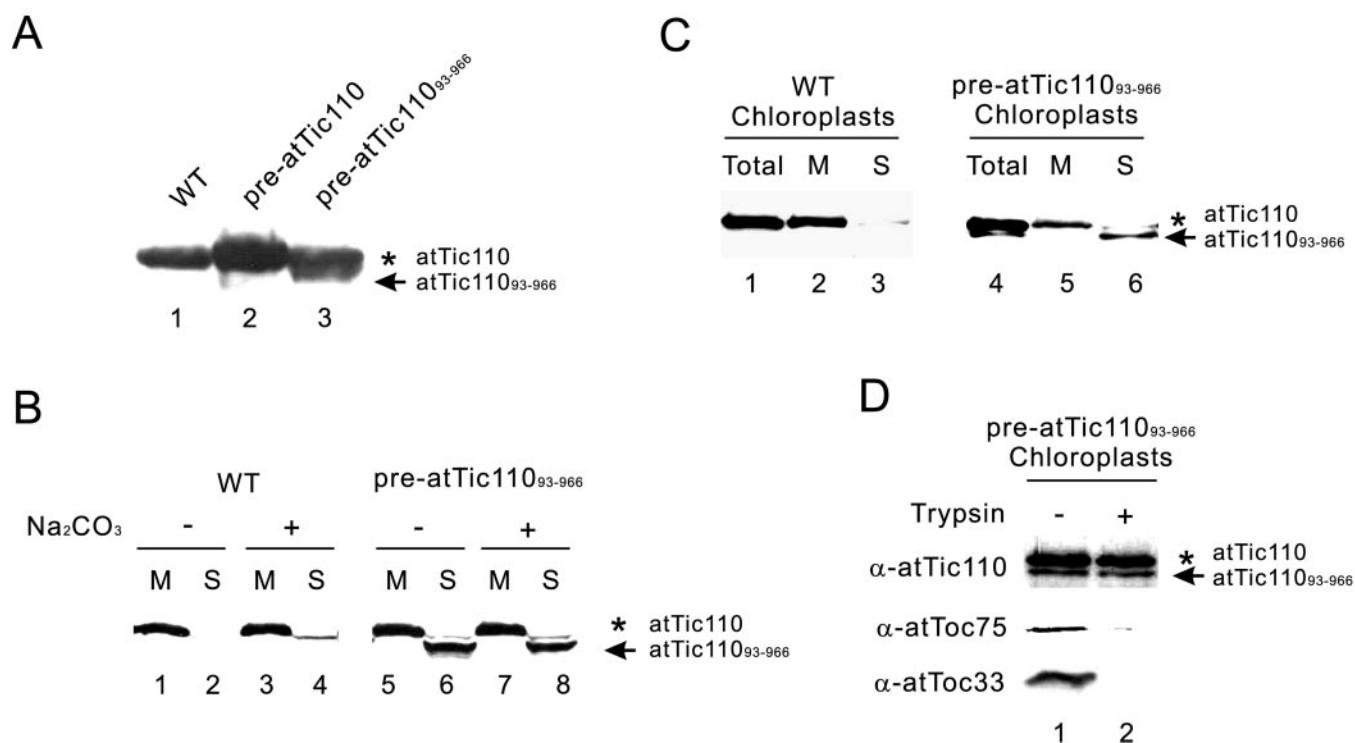 A
WT
pre-atTic110
pre-atTic110₉₃₋₉₆₆
* atTic110
atTic110₉₃₋₉₆₆
1 2 3
B
WT pre-atTic110₉₃₋₉₆₆
Na₂CO₃ - + - +
M S M S M S M S
* atTic110
atTic110₉₃₋₉₆₆
1 2 3 4 5 6 7 8
C
WT
Chloroplasts
pre-atTic110₉₃₋₉₆₆
Chloroplasts
Total M S Total M S
* atTic110
atTic110₉₃₋₉₆₆
1 2 3 4 5 6
D
pre-atTic110₉₃₋₉₆₆
Chloroplasts
Trypsin - +
α-atTic110
* atTic110
atTic110₉₃₋₉₆₆
α-atToc75
α-atToc33
1 2